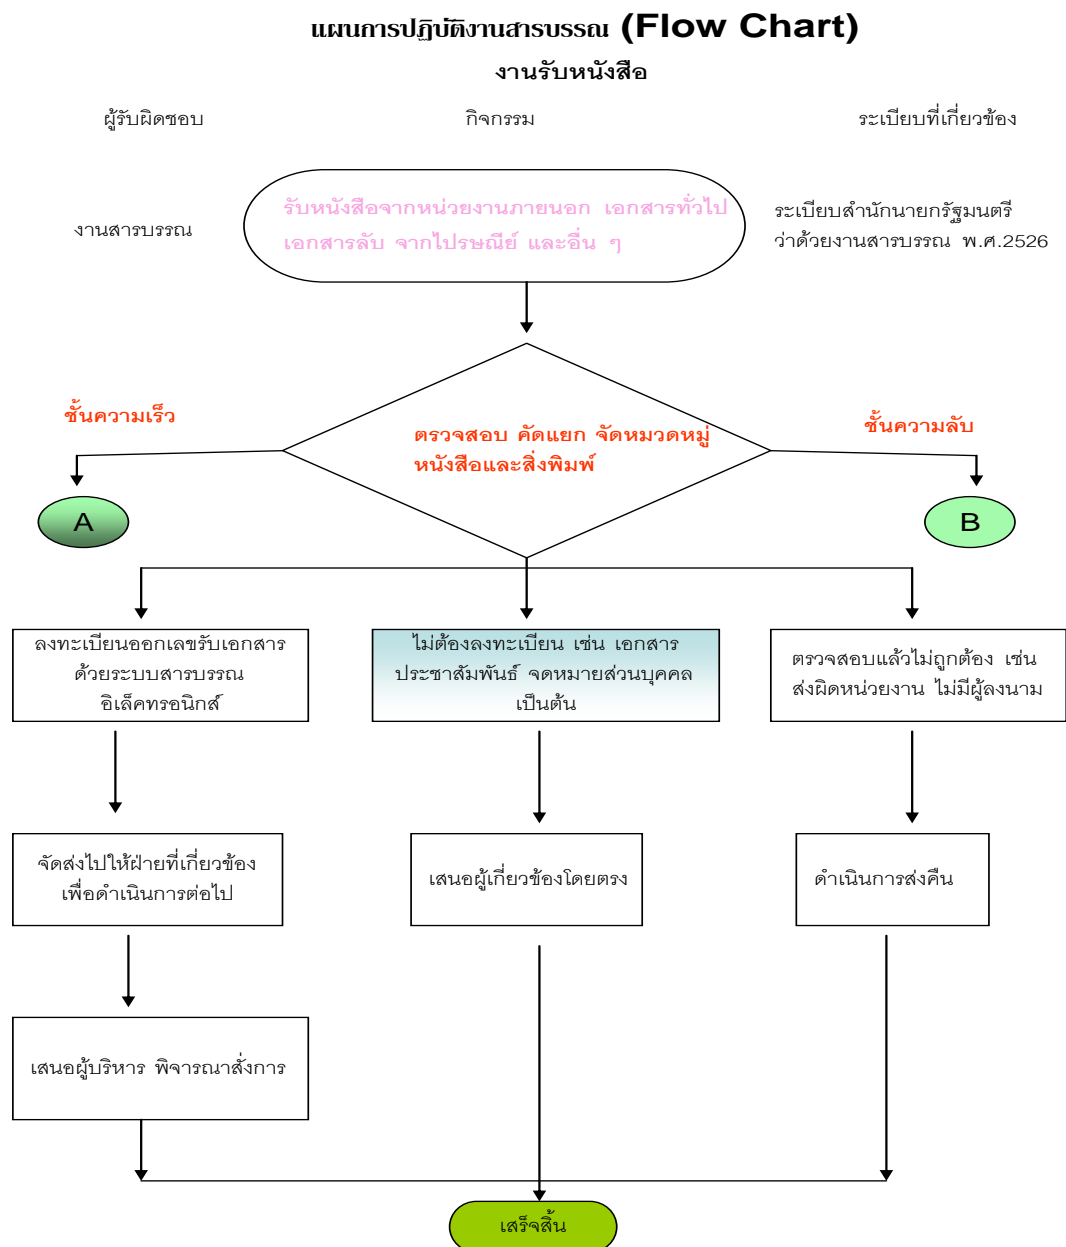 แผนการปฏิบัติงานสารบรรณ (Flow Chart)
งานรับหนังสือ
ผู้รับผิดชอบ
กิจกรรม
ระเบียบที่เกี่ยวข้อง
งานสารบรรณ
รับหนังสือจากหน่วยงานภายนอก เอกสารทั่วไป
เอกสารลับ จากไปรษณีย์ และอื่น ๆ
ระเบียบสำนักนายกรัฐมนตรี
ว่าด้วยงานสารบรรณ พ.ศ.2526
ชั้นความเร็ว
ตรวจสอบ คัดแยก จัดหมวดหมู่
หนังสือและสิ่งพิมพ์
ชั้นความลับ
A
B
ลงทะเบียนออกเลขรับเอกสาร
ด้วยระบบสารบรรณ
อิเล็คทรอนิกส์
ไม่ต้องลงทะเบียน เช่น เอกสาร
ประชาสัมพันธ์ จดหมายส่วนบุคคล
เป็นต้น
ตรวจสอบแล้วไม่ถูกต้อง เช่น
ส่งผิดหน่วยงาน ไม่มีผู้ลงนาม
จัดส่งไปให้ฝ่ายที่เกี่ยวข้อง
เพื่อดำเนินการต่อไป
เสนอผู้เกี่ยวข้องโดยตรง
ดำเนินการส่งคืน
เสนอผู้บริหาร พิจารณาสั่งการ
เสร็จสิ้น